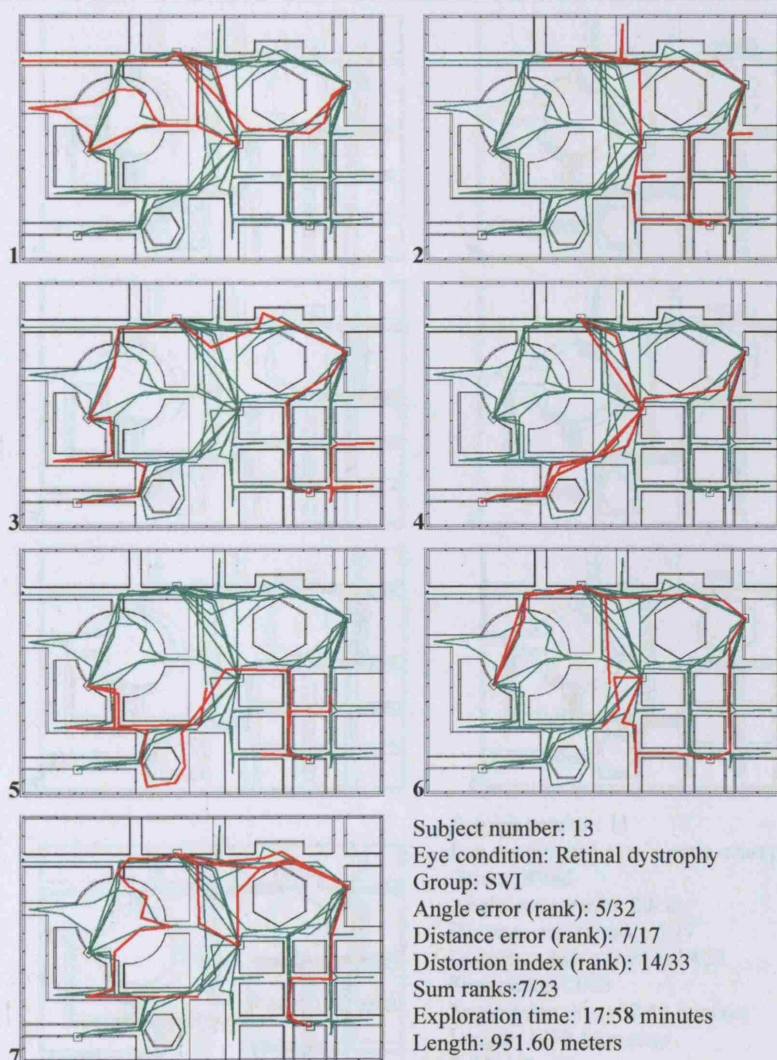 1
2
3
4
5
6
7
Subject number: 13
Eye condition: Retinal dystrophy
Group: SVI
Angle error (rank): 5/32
Distance error (rank): 7/17
Distortion index (rank): 14/33
Sum ranks:7/23
Exploration time: 17:58 minutes
Length: 951.60 meters